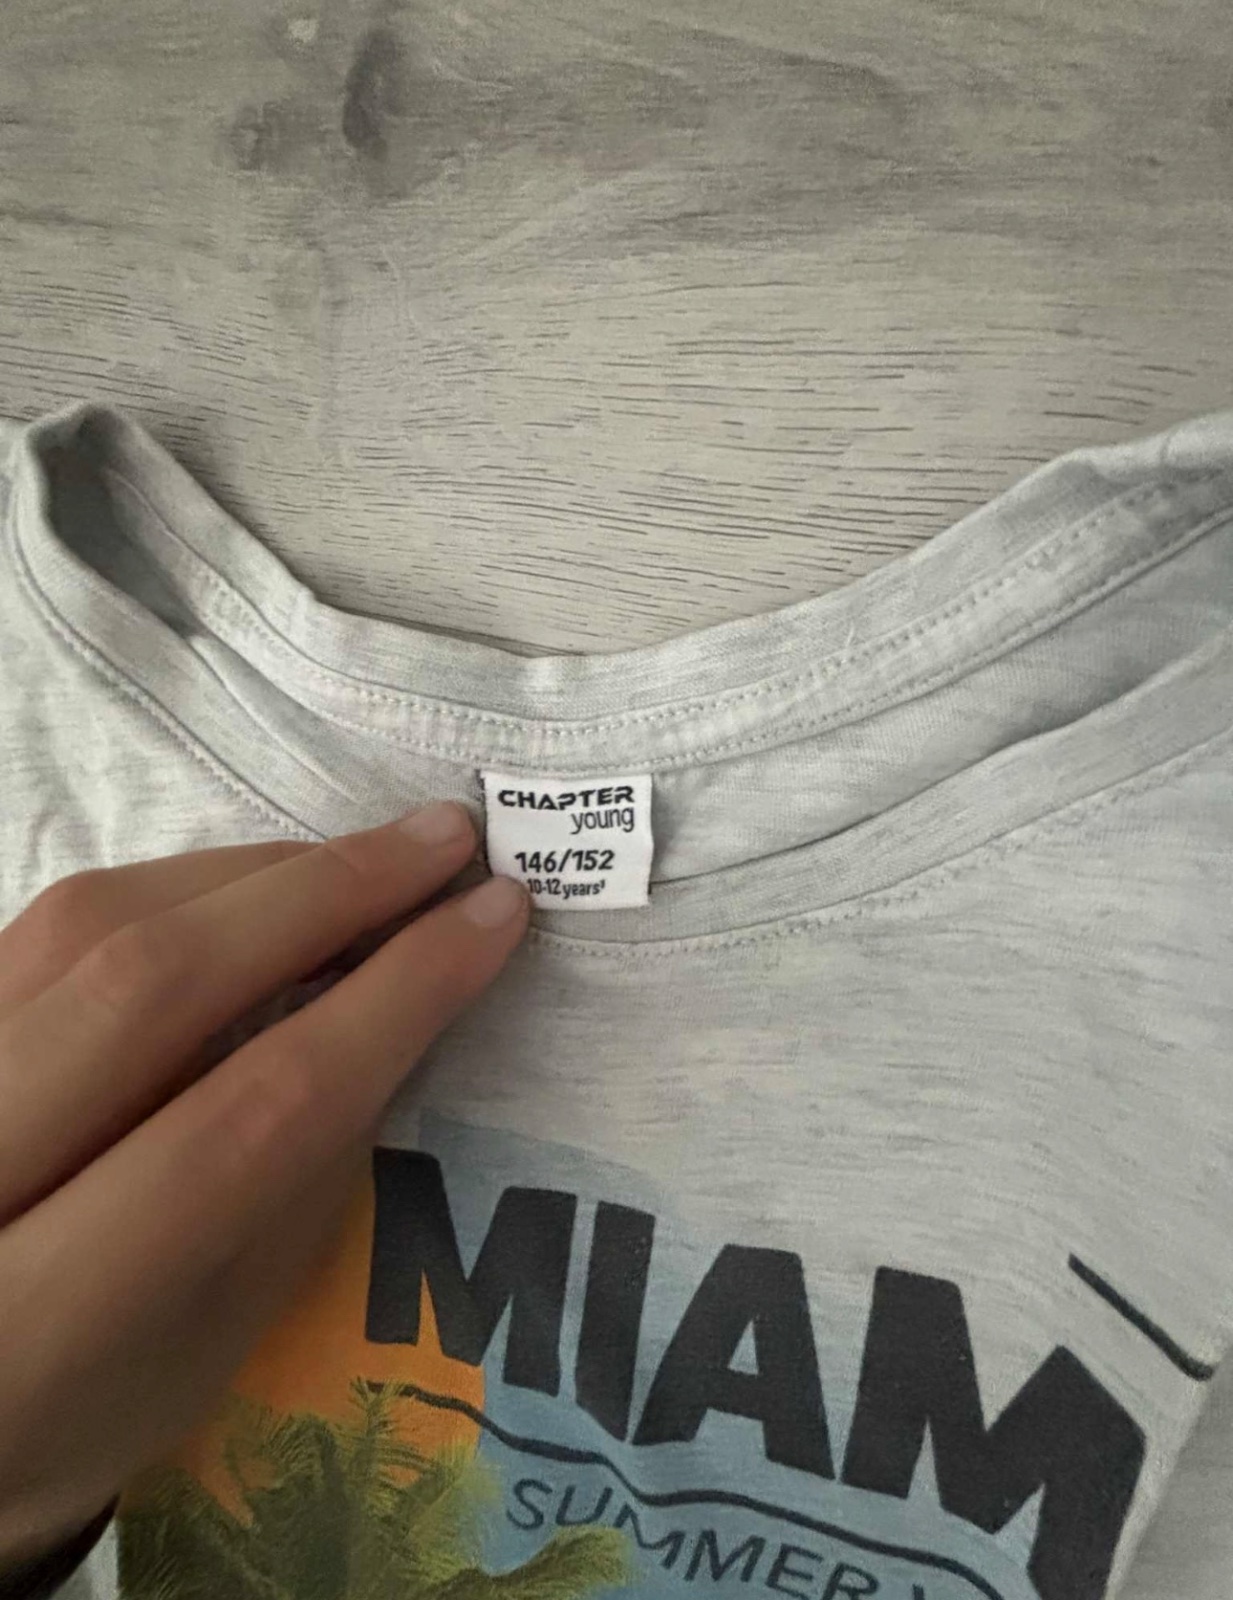 CHAPTER
young
146/152
10-12 years¹
MIAM
SUMMER